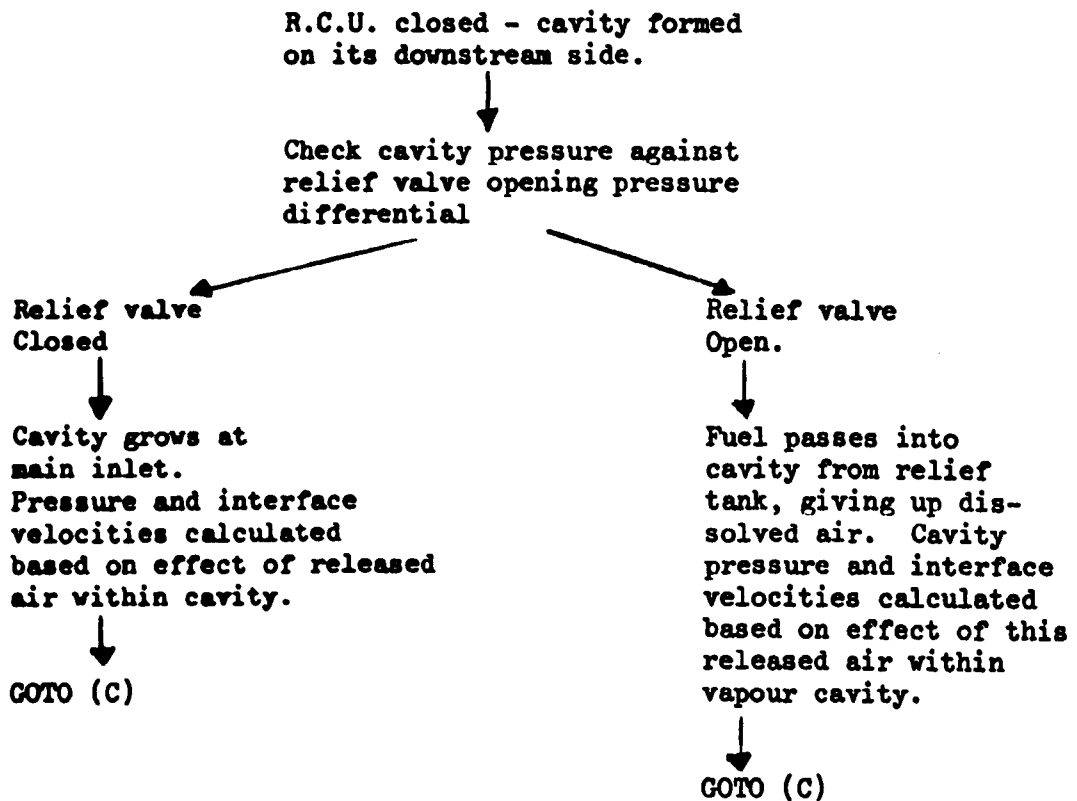 R.C.U. closed - cavity formed
on its downstream side.
Check cavity pressure against
relief valve opening pressure
differential
Relief valve
Closed
Cavity grows at
main inlet.
Pressure and interface
velocities calculated
based on effect of released
air within cavity.
GOTO (C)
Relief valve
Open.
Fuel passes into
cavity from relief
tank, giving up dis-
solved air. Cavity
pressure and interface
velocities calculated
based on effect of this
released air within
vapour cavity.
GOTO (C)